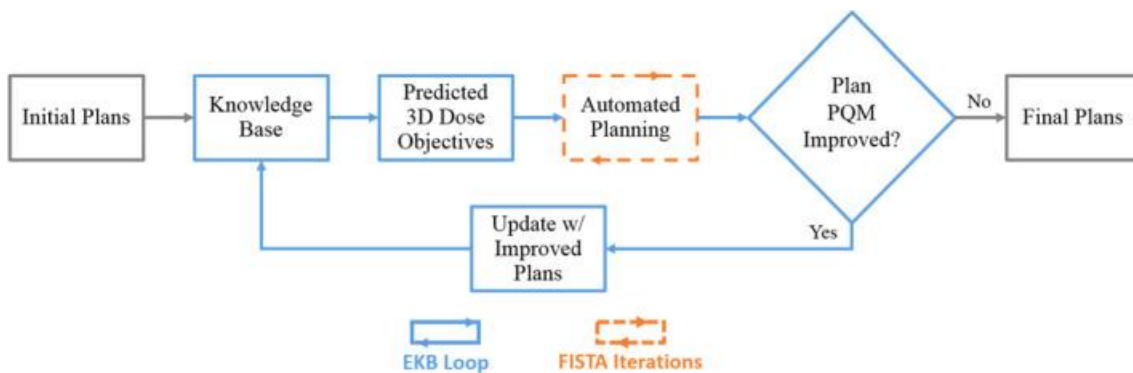 Initial Plans
Knowledge
Base
Predicted
3D Dose
Objectives
Automated
Planning
Plan
PQM
Improved?
No
Final Plans
Yes
Update w/
Improved
Plans
EKB Loop
FISTA Iterations